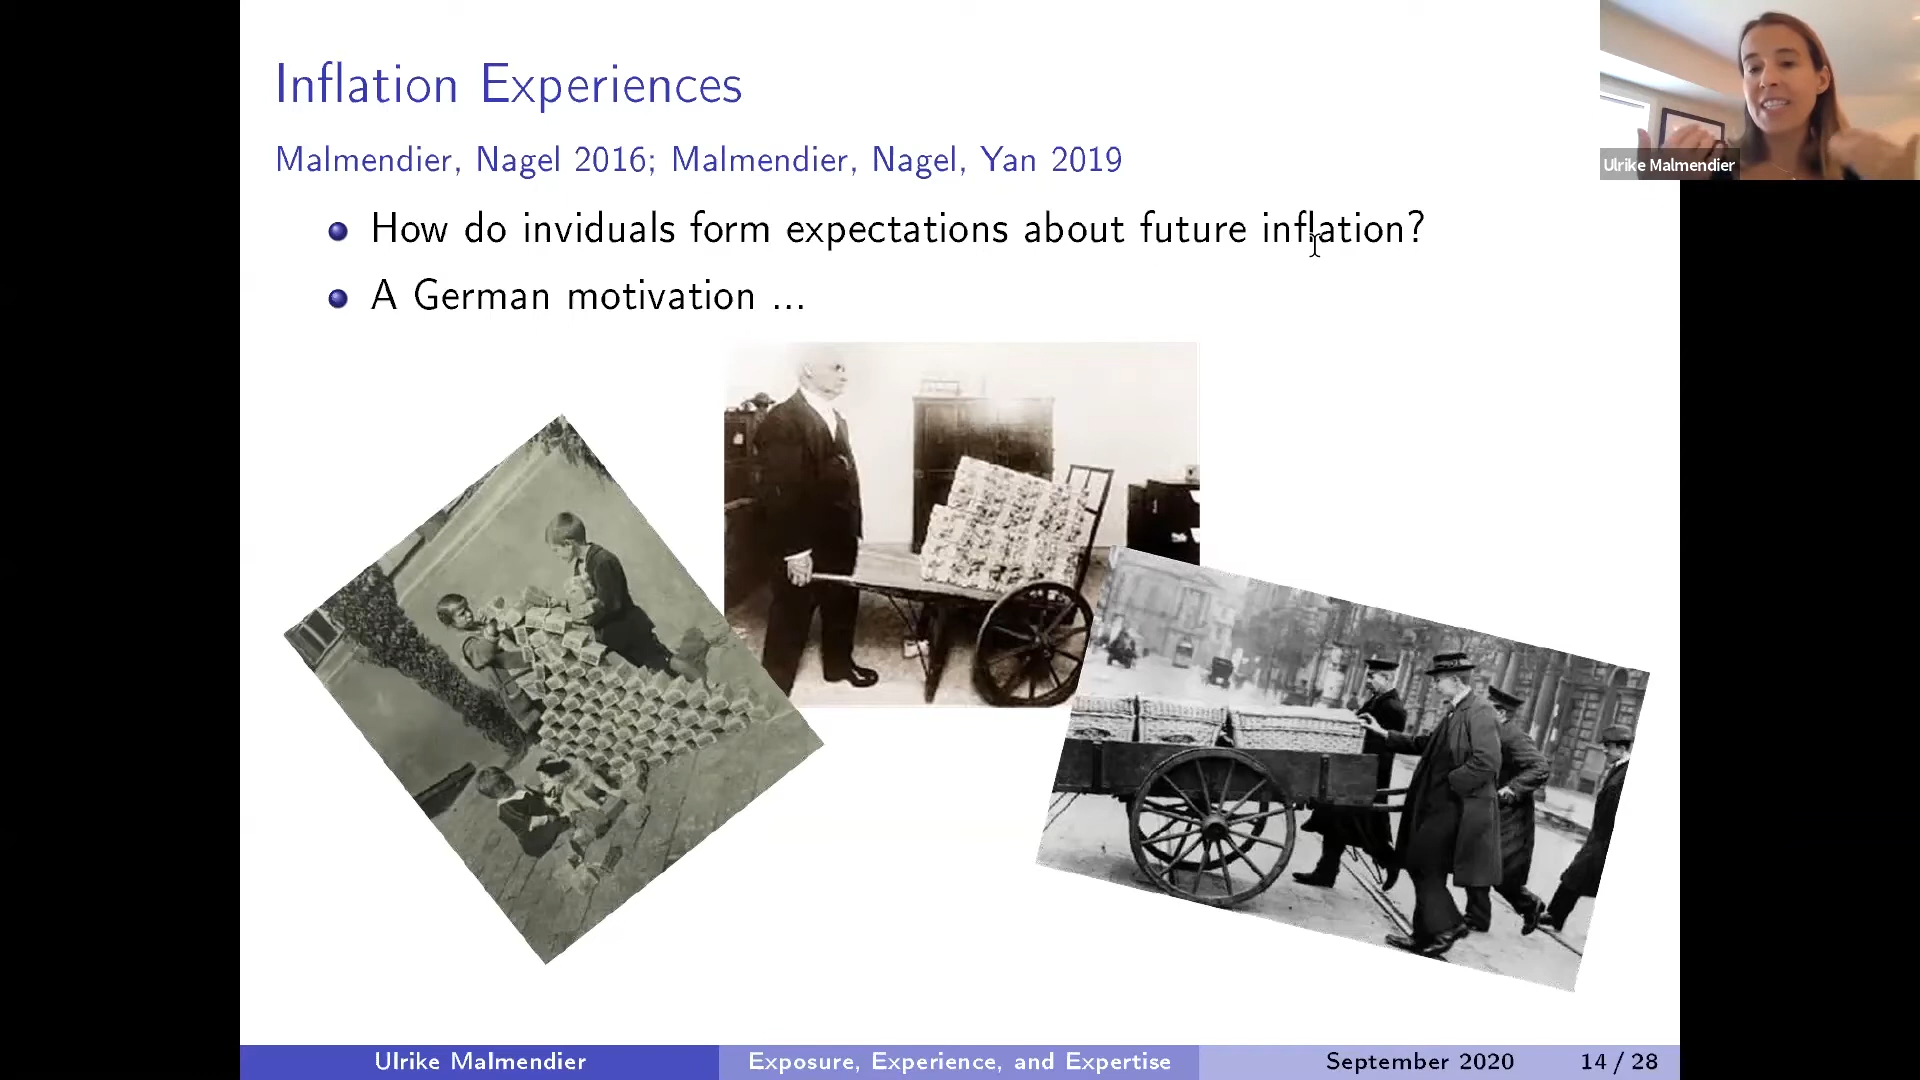 Inflation Experiences
Malmendier, Nagel 2016; Malmendier, Nagel, Yan 2019
How do inviduals form expectations about future inflation?
A German motivation ...
Ulrike Malmendier
Ulrike Malmendier Exposure, Experience, and Expertise September 2020 14 / 28